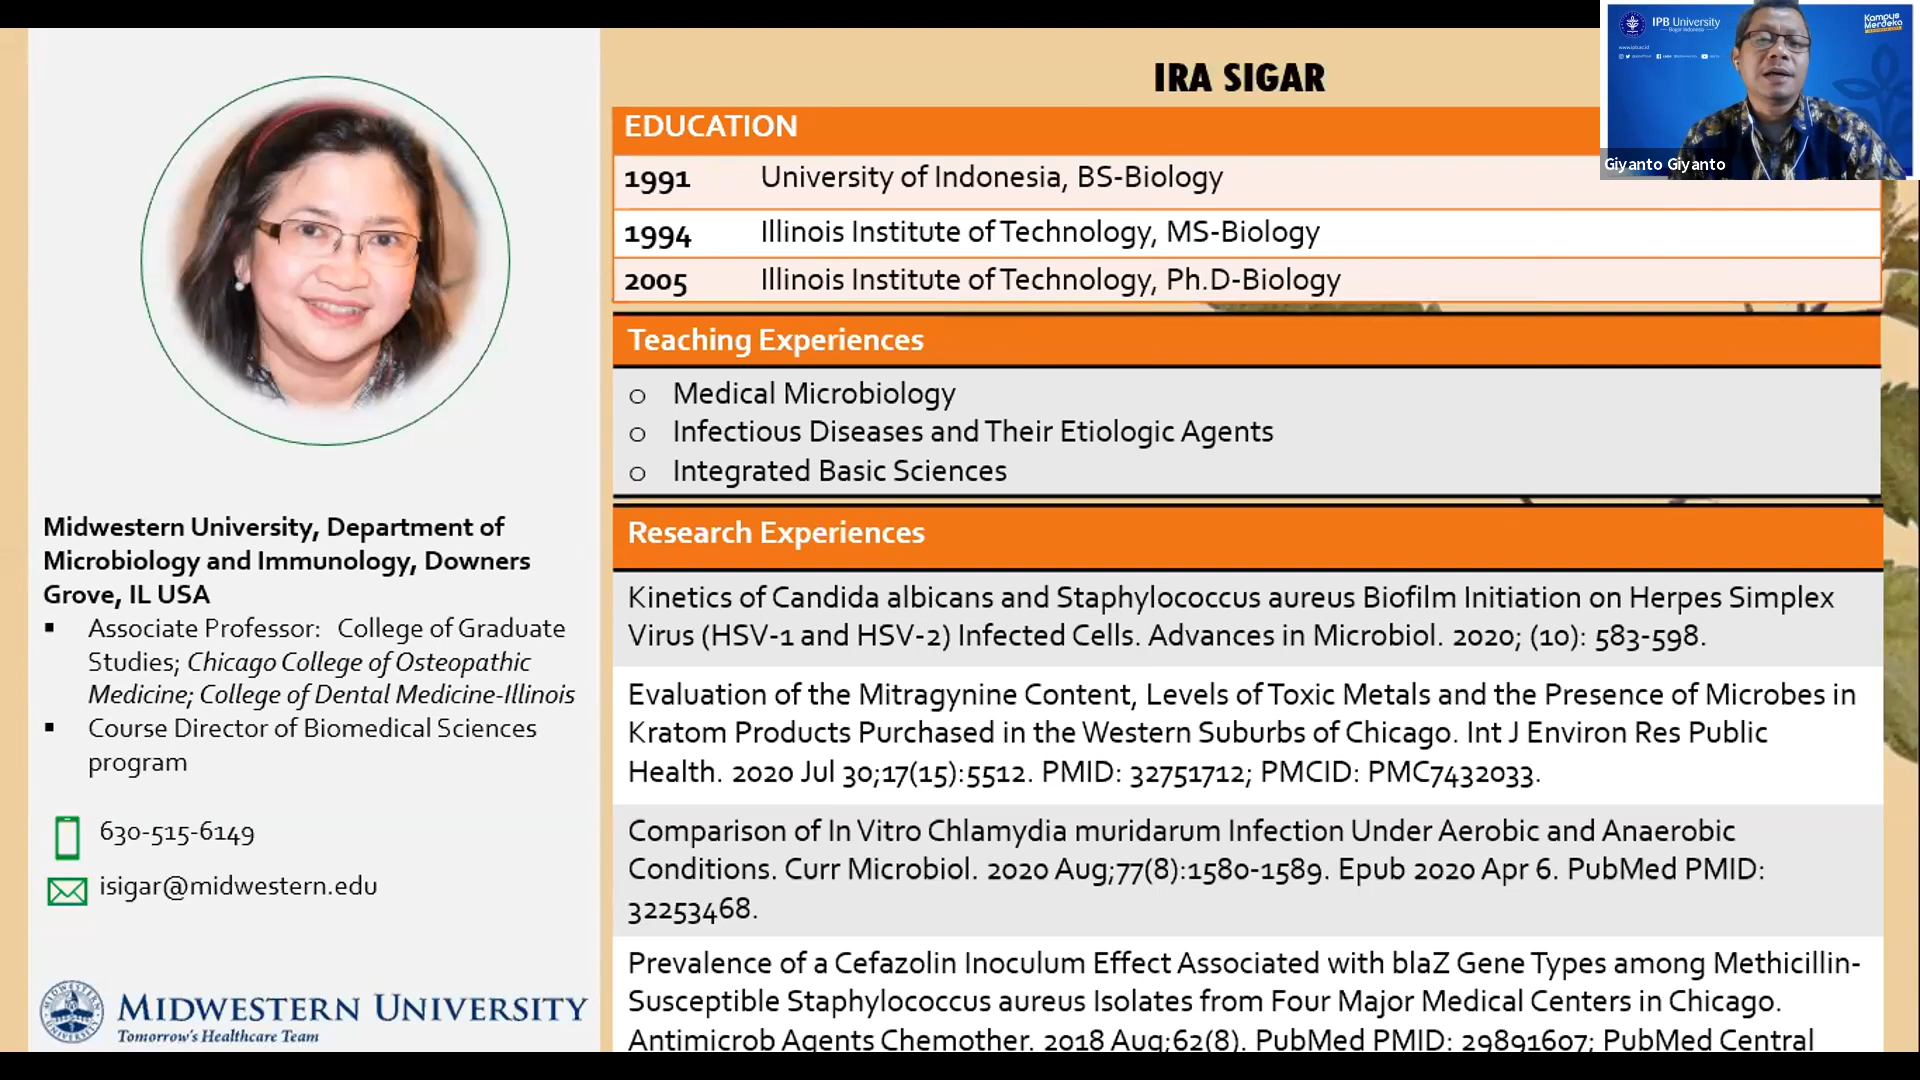 IRA SIGAR
EDUCATION
1991 University of Indonesia, BS-Biology
1994 Illinois Institute of Technology, MS-Biology
2005 Illinois Institute of Technology, Ph.D-Biology
Teaching Experiences
o Medical Microbiology
o Infectious Diseases and Their Etiologic Agents
o Integrated Basic Sciences
Research Experiences
Kinetics of Candida albicans and Staphylococcus aureus Biofilm Initiation on Herpes Simplex
Virus (HSV-1 and HSV-2) Infected Cells. Advances in Microbiol. 2020; (10): 583-598.
Evaluation of the Mitragynine Content, Levels of Toxic Metals and the Presence of Microbes in
Kratom Products Purchased in the Western Suburbs of Chicago. Int J Environ Res Public
Health. 2020 Jul 30;17(15):5512. PMID: 32751712; PMCID: PMC7432033.
Comparison of In Vitro Chlamydia muridarum Infection Under Aerobic and Anaerobic
Conditions. Curr Microbiol. 2020 Aug;77(8):1580-1589. Epub 2020 Apr 6. PubMed PMID:
32253468.
Prevalence of a Cefazolin Inoculum Effect Associated with blaZ Gene Types among Methicillin-
Susceptible Staphylococcus aureus Isolates from Four Major Medical Centers in Chicago.
Antimicrob Agents Chemother. 2018 Aug;62(8). PubMed PMID: 29891607; PubMed Central
Midwestern University, Department of
Microbiology and Immunology, Downers
Grove, IL USA
▪ Associate Professor: College of Graduate
Studies; Chicago College of Osteopathic
Medicine; College of Dental Medicine-Illinois
▪ Course Director of Biomedical Sciences
program
630-515-6149
isigar@midwestern.edu
MIDWESTERN UNIVERSITY
Tomorrow's Healthcare Team
IPB University
Bogor Indonesia
www.ipb.ac.id
Kampus
Merdeka
Giyanto Giyanto